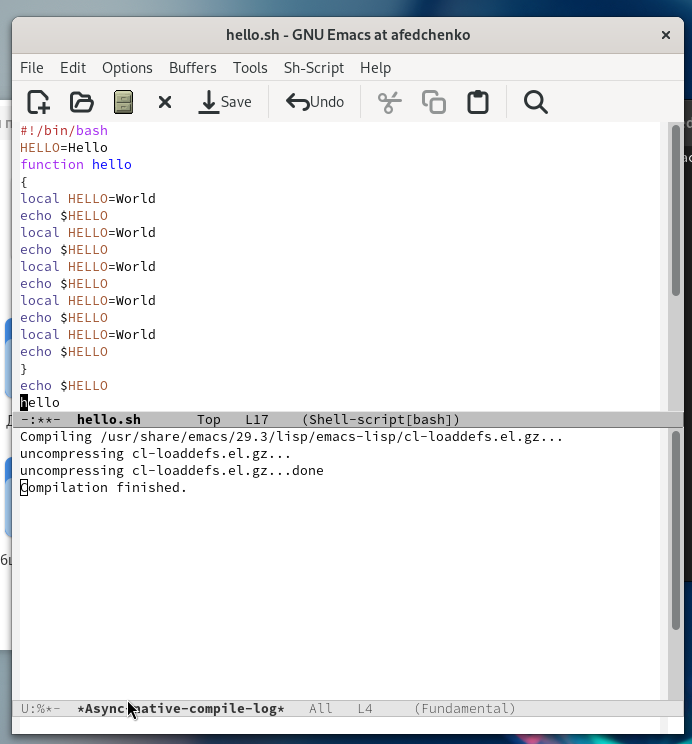 hello.sh - GNU Emacs at afedchenko ×
File Edit Options Buffers Tools Sh-Script Help
Save Undo
#!/bin/bash
HELLO=Hello
function hello
{
local HELLO=World
echo $HELLO
local HELLO=World
echo $HELLO
local HELLO=World
echo $HELLO
local HELLO=World
echo $HELLO
local HELLO=World
echo $HELLO
}
echo $HELLO
hello
-:**- hello.sh Top L17 (Shell-script[bash])
Compiling /usr/share/emacs/29.3/lisp/emacs-lisp/cl-loaddefs.el.gz...
uncompressing cl-loaddefs.el.gz...
uncompressing cl-loaddefs.el.gz...done
Compilation finished.
U:%*- *Async-native-compile-log* All L4 (Fundamental)